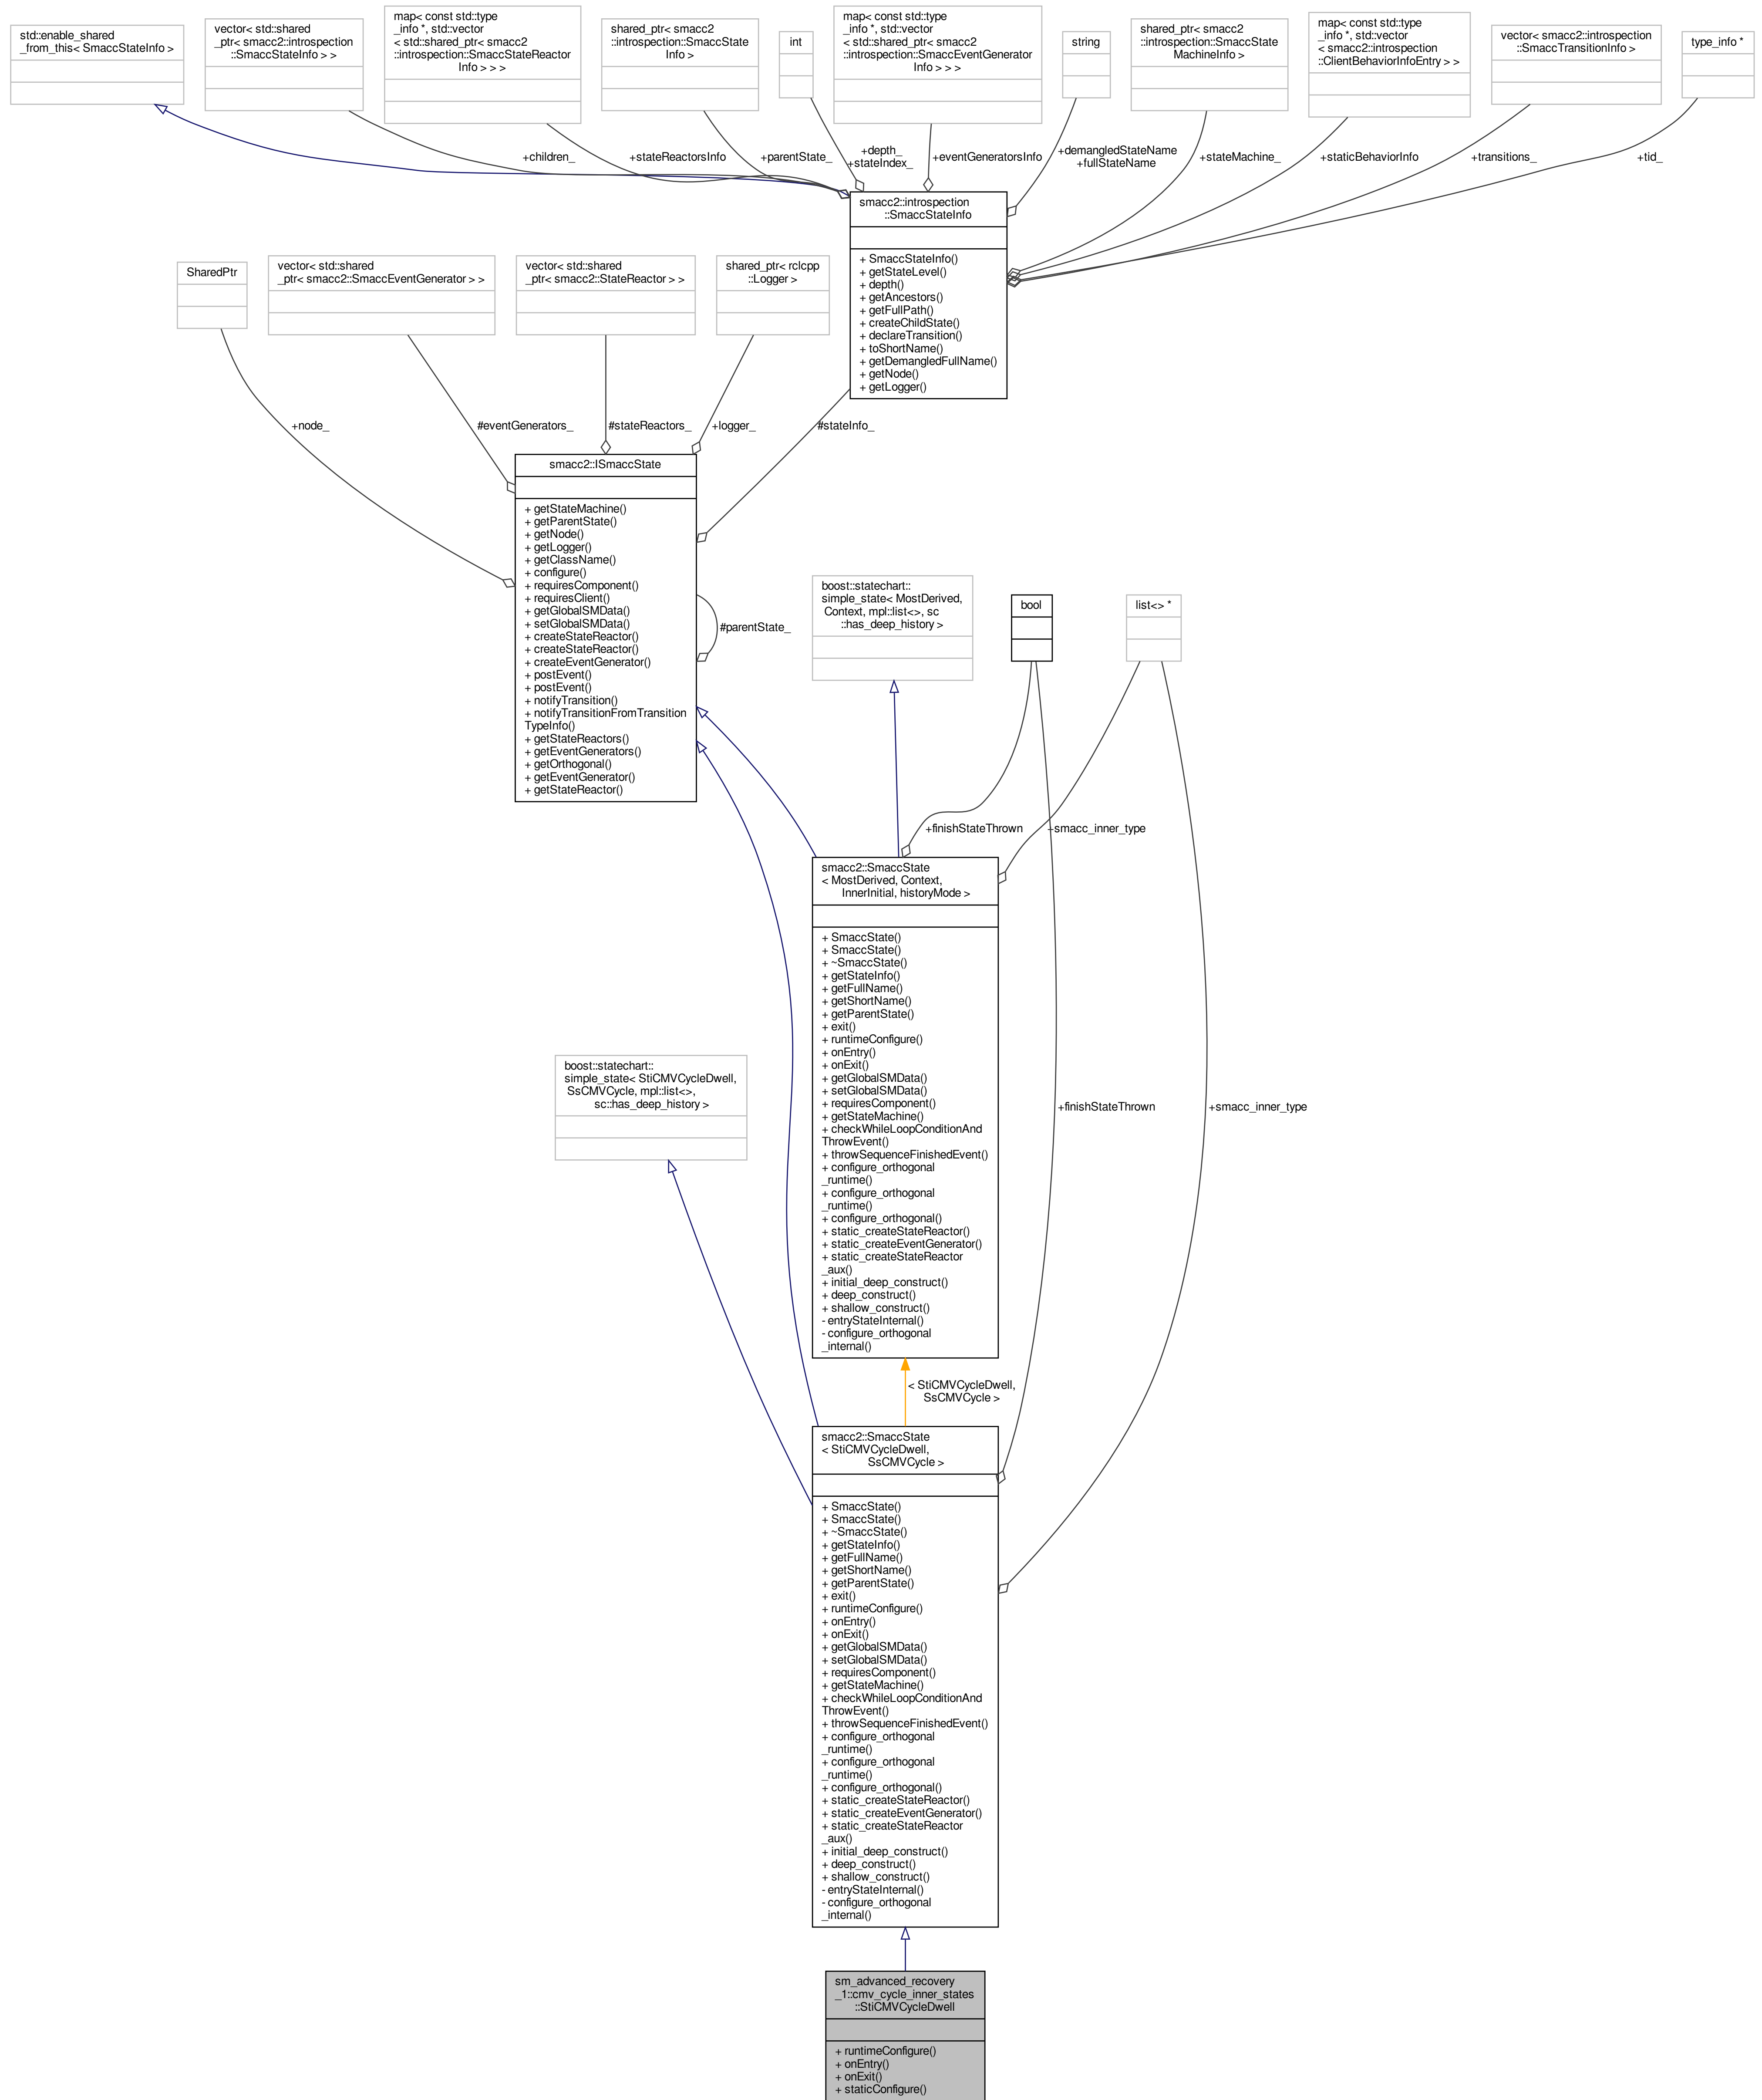 std::enable_shared
_from_this< SmaccStateInfo >
vector< std::shared
_ptr< smacc2::introspection
::SmaccStateInfo > >
map< const std::type
_info *, std::vector
< std::shared_ptr< smacc2
::introspection::SmaccStateReactor
Info > > >
shared_ptr< smacc2
::introspection::SmaccState
Info >
int
map< const std::type
_info *, std::vector
< std::shared_ptr< smacc2
::introspection::SmaccEventGenerator
Info > > >
string
shared_ptr< smacc2
::introspection::SmaccState
MachineInfo >
map< const std::type
_info *, std::vector
< smacc2::introspection
::ClientBehaviorInfoEntry > >
vector< smacc2::introspection
::SmaccTransitionInfo >
type_info *
+children_
+stateReactorsInfo
+parentState_
+depth_
+stateIndex_
+eventGeneratorsInfo
+demangledStateName
+fullStateName
+stateMachine_
+staticBehaviorInfo
+transitions_
+tid_
smacc2::introspection
::SmaccStateInfo
+ SmaccStateInfo()
+ getStateLevel()
+ depth()
+ getAncestors()
+ getFullPath()
+ createChildState()
+ declareTransition()
+ toShortName()
+ getDemangledFullName()
+ getNode()
+ getLogger()
SharedPtr
vector< std::shared
_ptr< smacc2::SmaccEventGenerator > >
vector< std::shared
_ptr< smacc2::StateReactor > >
shared_ptr< rclcpp
::Logger >
+node_
#eventGenerators_
#stateReactors_
+logger_
#stateInfo_
smacc2::ISmaccState
+ getStateMachine()
+ getParentState()
+ getNode()
+ getLogger()
+ getClassName()
+ configure()
+ requiresComponent()
+ requiresClient()
+ getGlobalSMData()
+ setGlobalSMData()
+ createStateReactor()
+ createStateReactor()
+ createEventGenerator()
+ postEvent()
+ postEvent()
+ notifyTransition()
+ notifyTransitionFromTransition
TypeInfo()
+ getStateReactors()
+ getEventGenerators()
+ getOrthogonal()
+ getEventGenerator()
+ getStateReactor()
#parentState_
boost::statechart::
simple_state< MostDerived,
Context, mpl::list<>, sc
::has_deep_history >
bool
list<> *
+finishStateThrown
+smacc_inner_type
smacc2::SmaccState
< MostDerived, Context,
InnerInitial, historyMode >
+ SmaccState()
+ SmaccState()
+ ~SmaccState()
+ getStateInfo()
+ getFullName()
+ getShortName()
+ getParentState()
+ exit()
+ runtimeConfigure()
+ onEntry()
+ onExit()
+ getGlobalSMData()
+ setGlobalSMData()
+ requiresComponent()
+ getStateMachine()
+ checkWhileLoopConditionAnd
ThrowEvent()
+ throwSequenceFinishedEvent()
+ configure_orthogonal
_runtime()
+ configure_orthogonal
_runtime()
+ configure_orthogonal()
+ static_createStateReactor()
+ static_createEventGenerator()
+ static_createStateReactor
_aux()
+ initial_deep_construct()
+ deep_construct()
+ shallow_construct()
- entryStateInternal()
- configure_orthogonal
_internal()
boost::statechart::
simple_state< StiCMVCycleDwell,
SsCMVCycle, mpl::list<>,
sc::has_deep_history >
+finishStateThrown
+smacc_inner_type
< StiCMVCycleDwell,
SsCMVCycle >
smacc2::SmaccState
< StiCMVCycleDwell,
SsCMVCycle >
+ SmaccState()
+ SmaccState()
+ ~SmaccState()
+ getStateInfo()
+ getFullName()
+ getShortName()
+ getParentState()
+ exit()
+ runtimeConfigure()
+ onEntry()
+ onExit()
+ getGlobalSMData()
+ setGlobalSMData()
+ requiresComponent()
+ getStateMachine()
+ checkWhileLoopConditionAnd
ThrowEvent()
+ throwSequenceFinishedEvent()
+ configure_orthogonal
_runtime()
+ configure_orthogonal
_runtime()
+ configure_orthogonal()
+ static_createStateReactor()
+ static_createEventGenerator()
+ static_createStateReactor
_aux()
+ initial_deep_construct()
+ deep_construct()
+ shallow_construct()
- entryStateInternal()
- configure_orthogonal
_internal()
sm_advanced_recovery
_1::cmv_cycle_inner_states
::StiCMVCycleDwell
+ runtimeConfigure()
+ onEntry()
+ onExit()
+ staticConfigure()